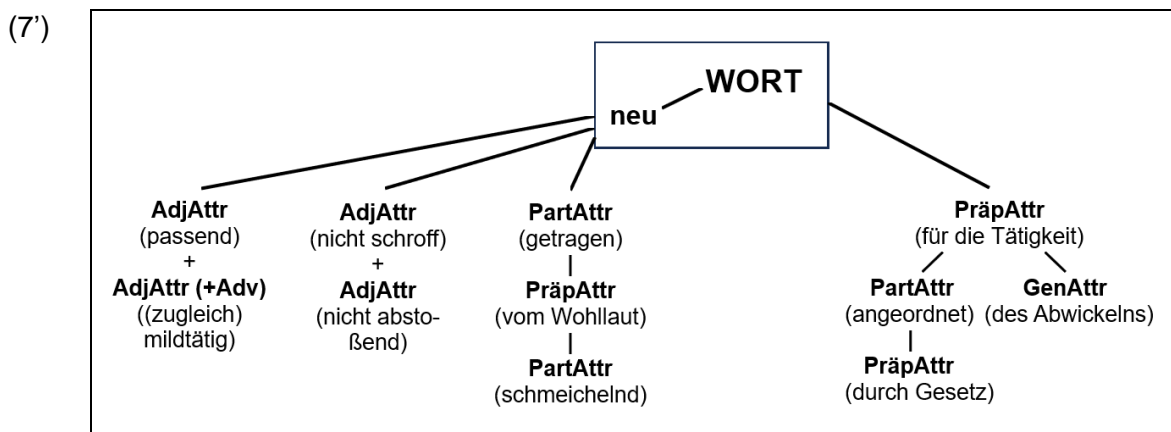 (7’)
WORT
neu
AdjAttr AdjAttr PartAttr PräpAttr
(passend) (nicht schroff) (getragen) (für die Tätigkeit)
+ +
AdjAttr (+Adv) AdjAttr PräpAttr PartAttr GenAttr
((zugleich) (nicht absto- (vom Wohllaut) (angeordnet) (des Abwickelns)
mildtätig) ßend)
PartAttr PräpAttr
(schmeichelnd) (durch Gesetz)